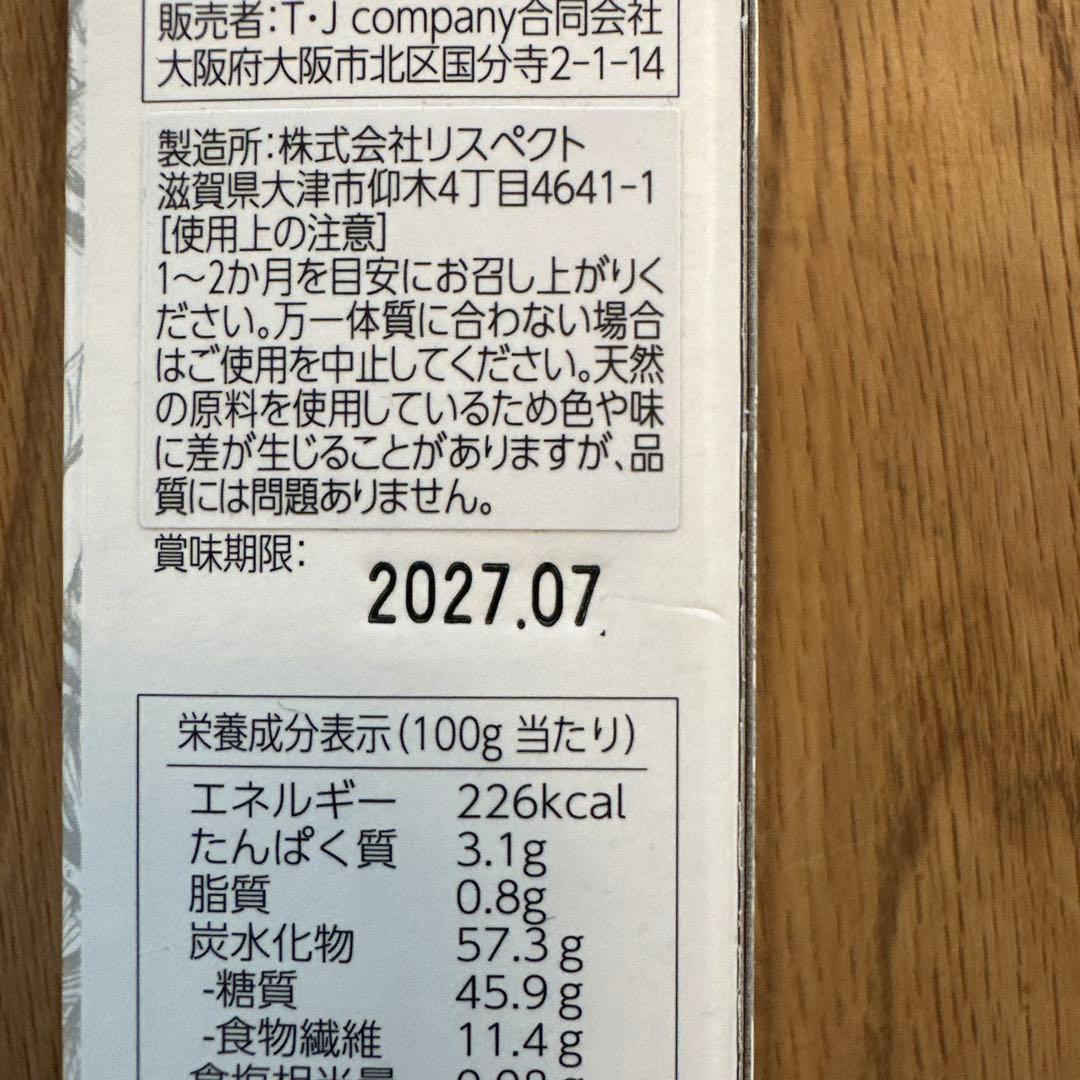 販売者:T・J company合同会社
大阪府大阪市北区国分寺2-1-14
製造所:株式会社リスペクト
滋賀県大津市仰木4丁目4641-1
[使用上の注意]
1〜2か月を目安にお召し上がりく
ださい。万一体質に合わない場合
はご使用を中止してください。天然
の原料を使用しているため色や味
に差が生じることがありますが、品
質には問題ありません。
賞味期限:
2027.07
栄養成分表示(100g 当たり)
エネルギー 226kcal
たんぱく質 3.1g
脂質 0.8g
炭水化物 57.3g
-糖質 45.9g
-食物繊維 11.4g